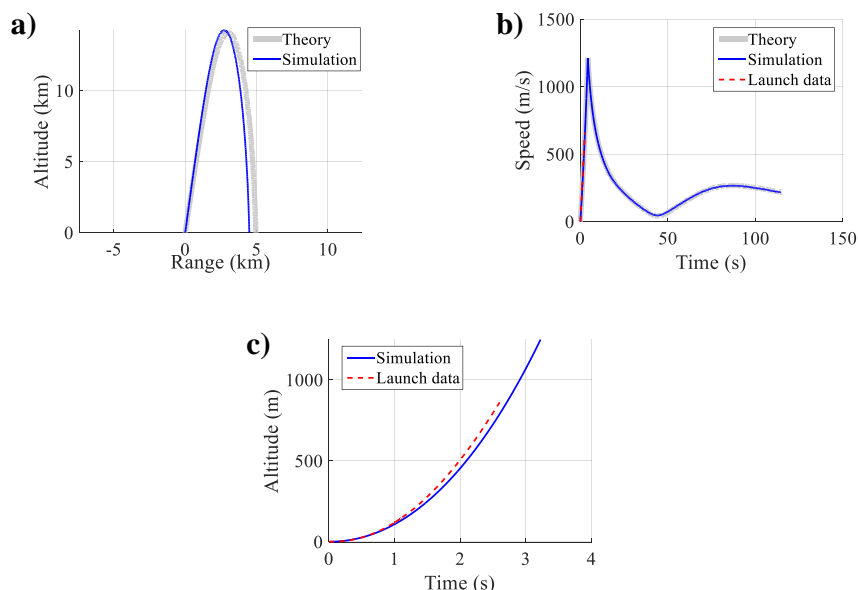 a)
Theory
Simulation
10
5
0
-5
0
5
10
Altitude (km)
Range (km)
b)
1500
Theory
Simulation
Launch data
1000
500
0
0
50
100
150
Speed (m/s)
Time (s)
c)
Simulation
Launch data
1000
500
0
0
1
2
3
4
Altitude (m)
Time (s)